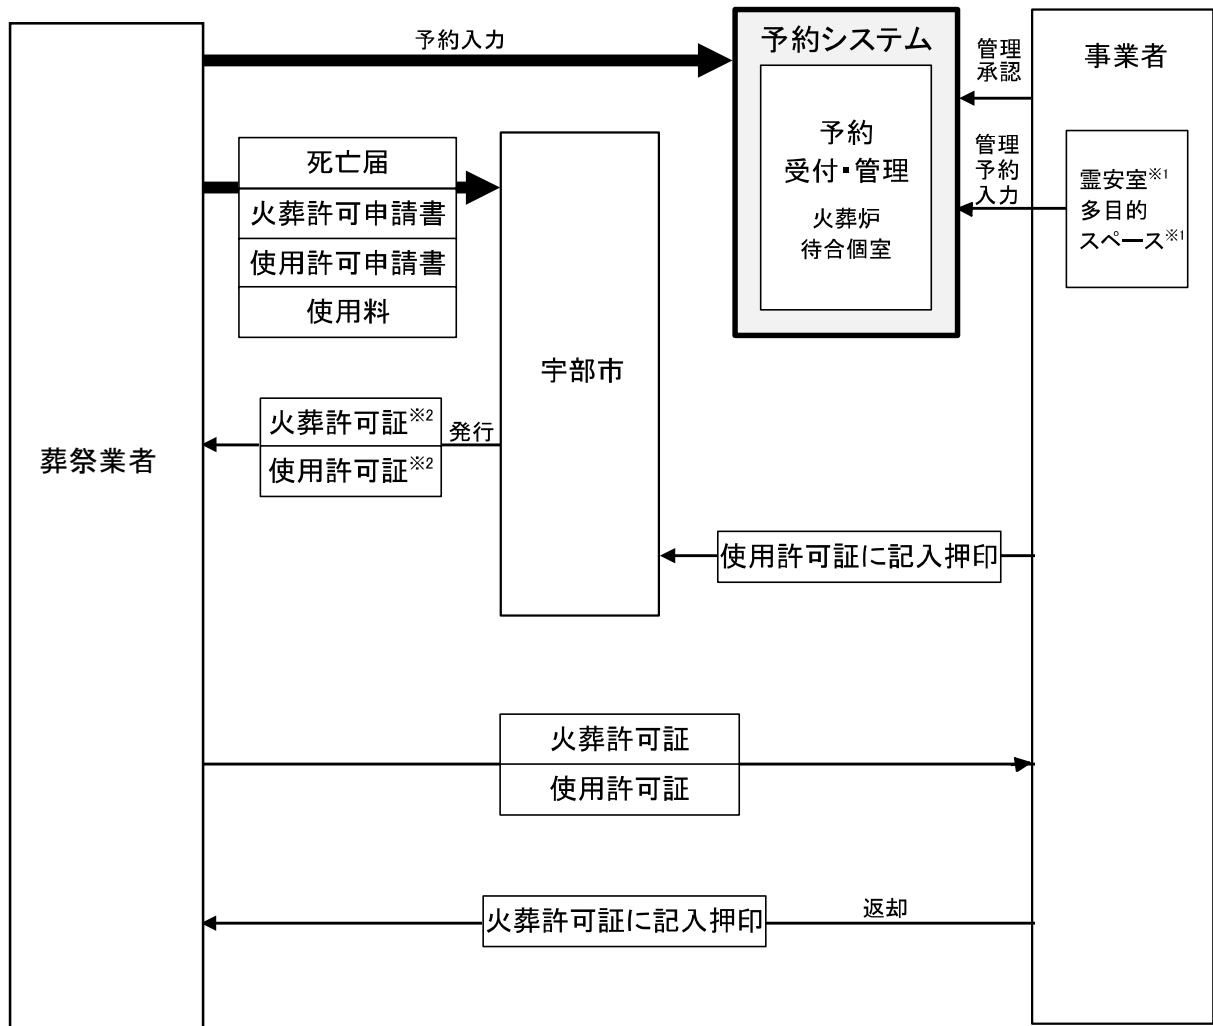 予約入力
予約システム
予約
受付・管理
火葬炉
待合個室
管理
承認
管理
予約
入力
事業者
霊安室※1
多目的
スペース※1
死亡届
火葬許可申請書
使用許可申請書
使用料
宇部市
葬祭業者
火葬許可証※2
使用許可証※2
発行
使用許可証に記入押印
火葬許可証
使用許可証
火葬許可証に記入押印
返却